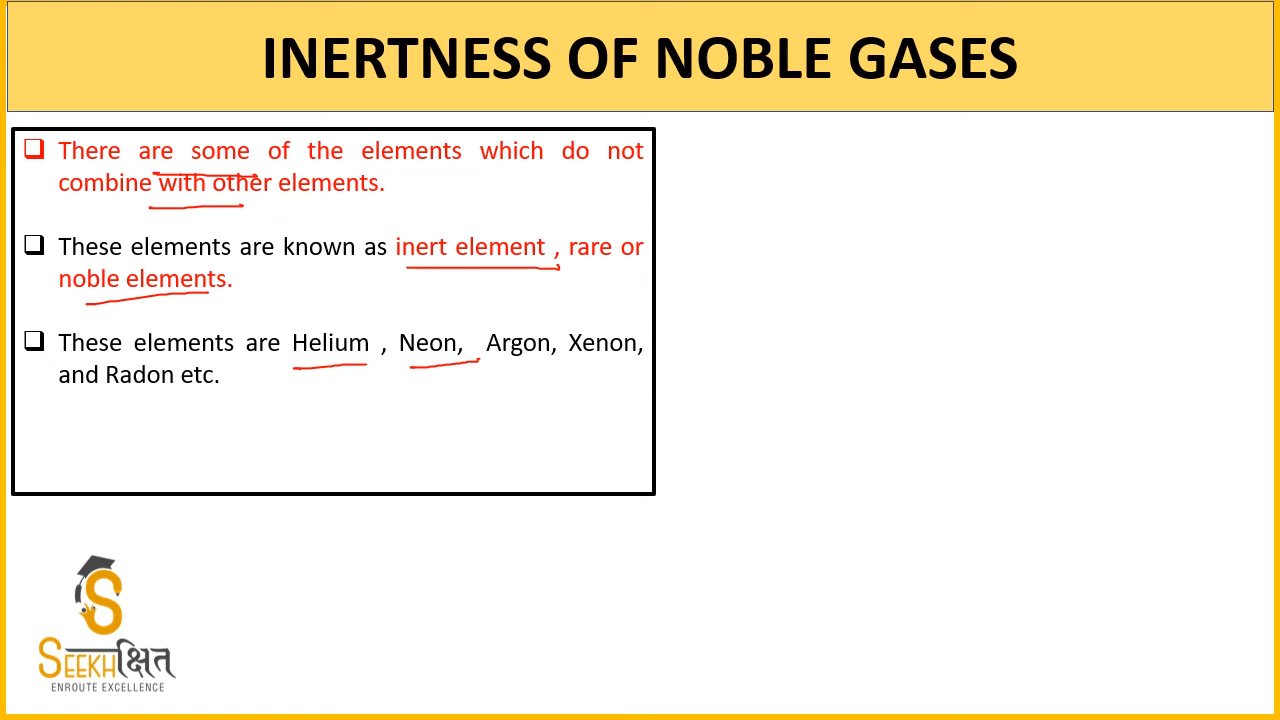 INERTNESS OF NOBLE GASES
There are some of the elements which do not
combine with other elements.
These elements are known as inert element , rare or
noble elements.
These elements are Helium , Neon, Argon, Xenon,
and Radon etc.
S
SEEKHक्षित
ENROUTE EXCELLENCE